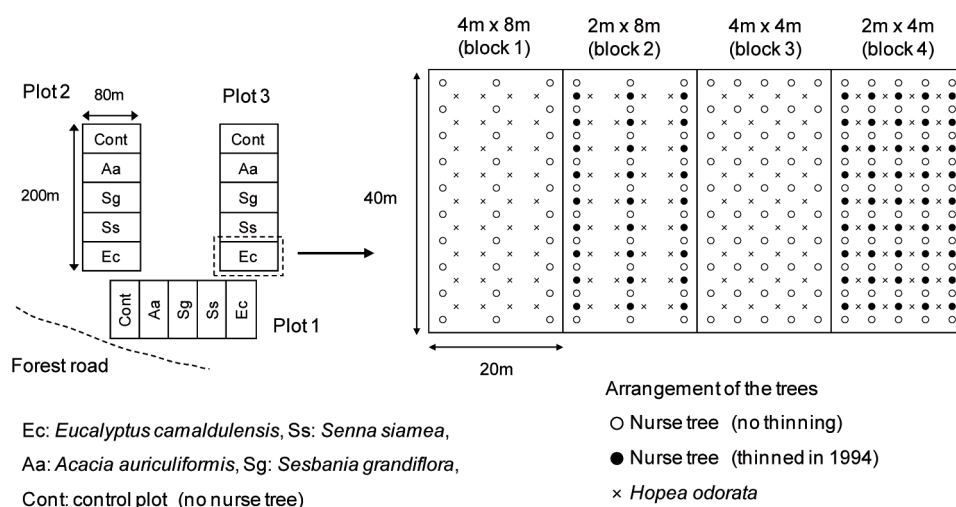 4m x 8m
(block 1)
2m x 8m
(block 2)
4m x 4m
(block 3)
2m x 4m
(block 4)
Plot 2
80m
Plot 3
200m
Cont
Aa
Sg
Ss
Ec
Cont
Aa
Sg
Ss
Ec
Cont
Aa
Sg
Ss
Ec
Plot 1
Forest road
40m
20m
Ec: Eucalyptus camaldulensis, Ss: Senna siamea,
Aa: Acacia auriculiformis, Sg: Sesbania grandiflora,
Cont: control plot (no nurse tree)
Arrangement of the trees
○ Nurse tree (no thinning)
● Nurse tree (thinned in 1994)
× Hopea odorata